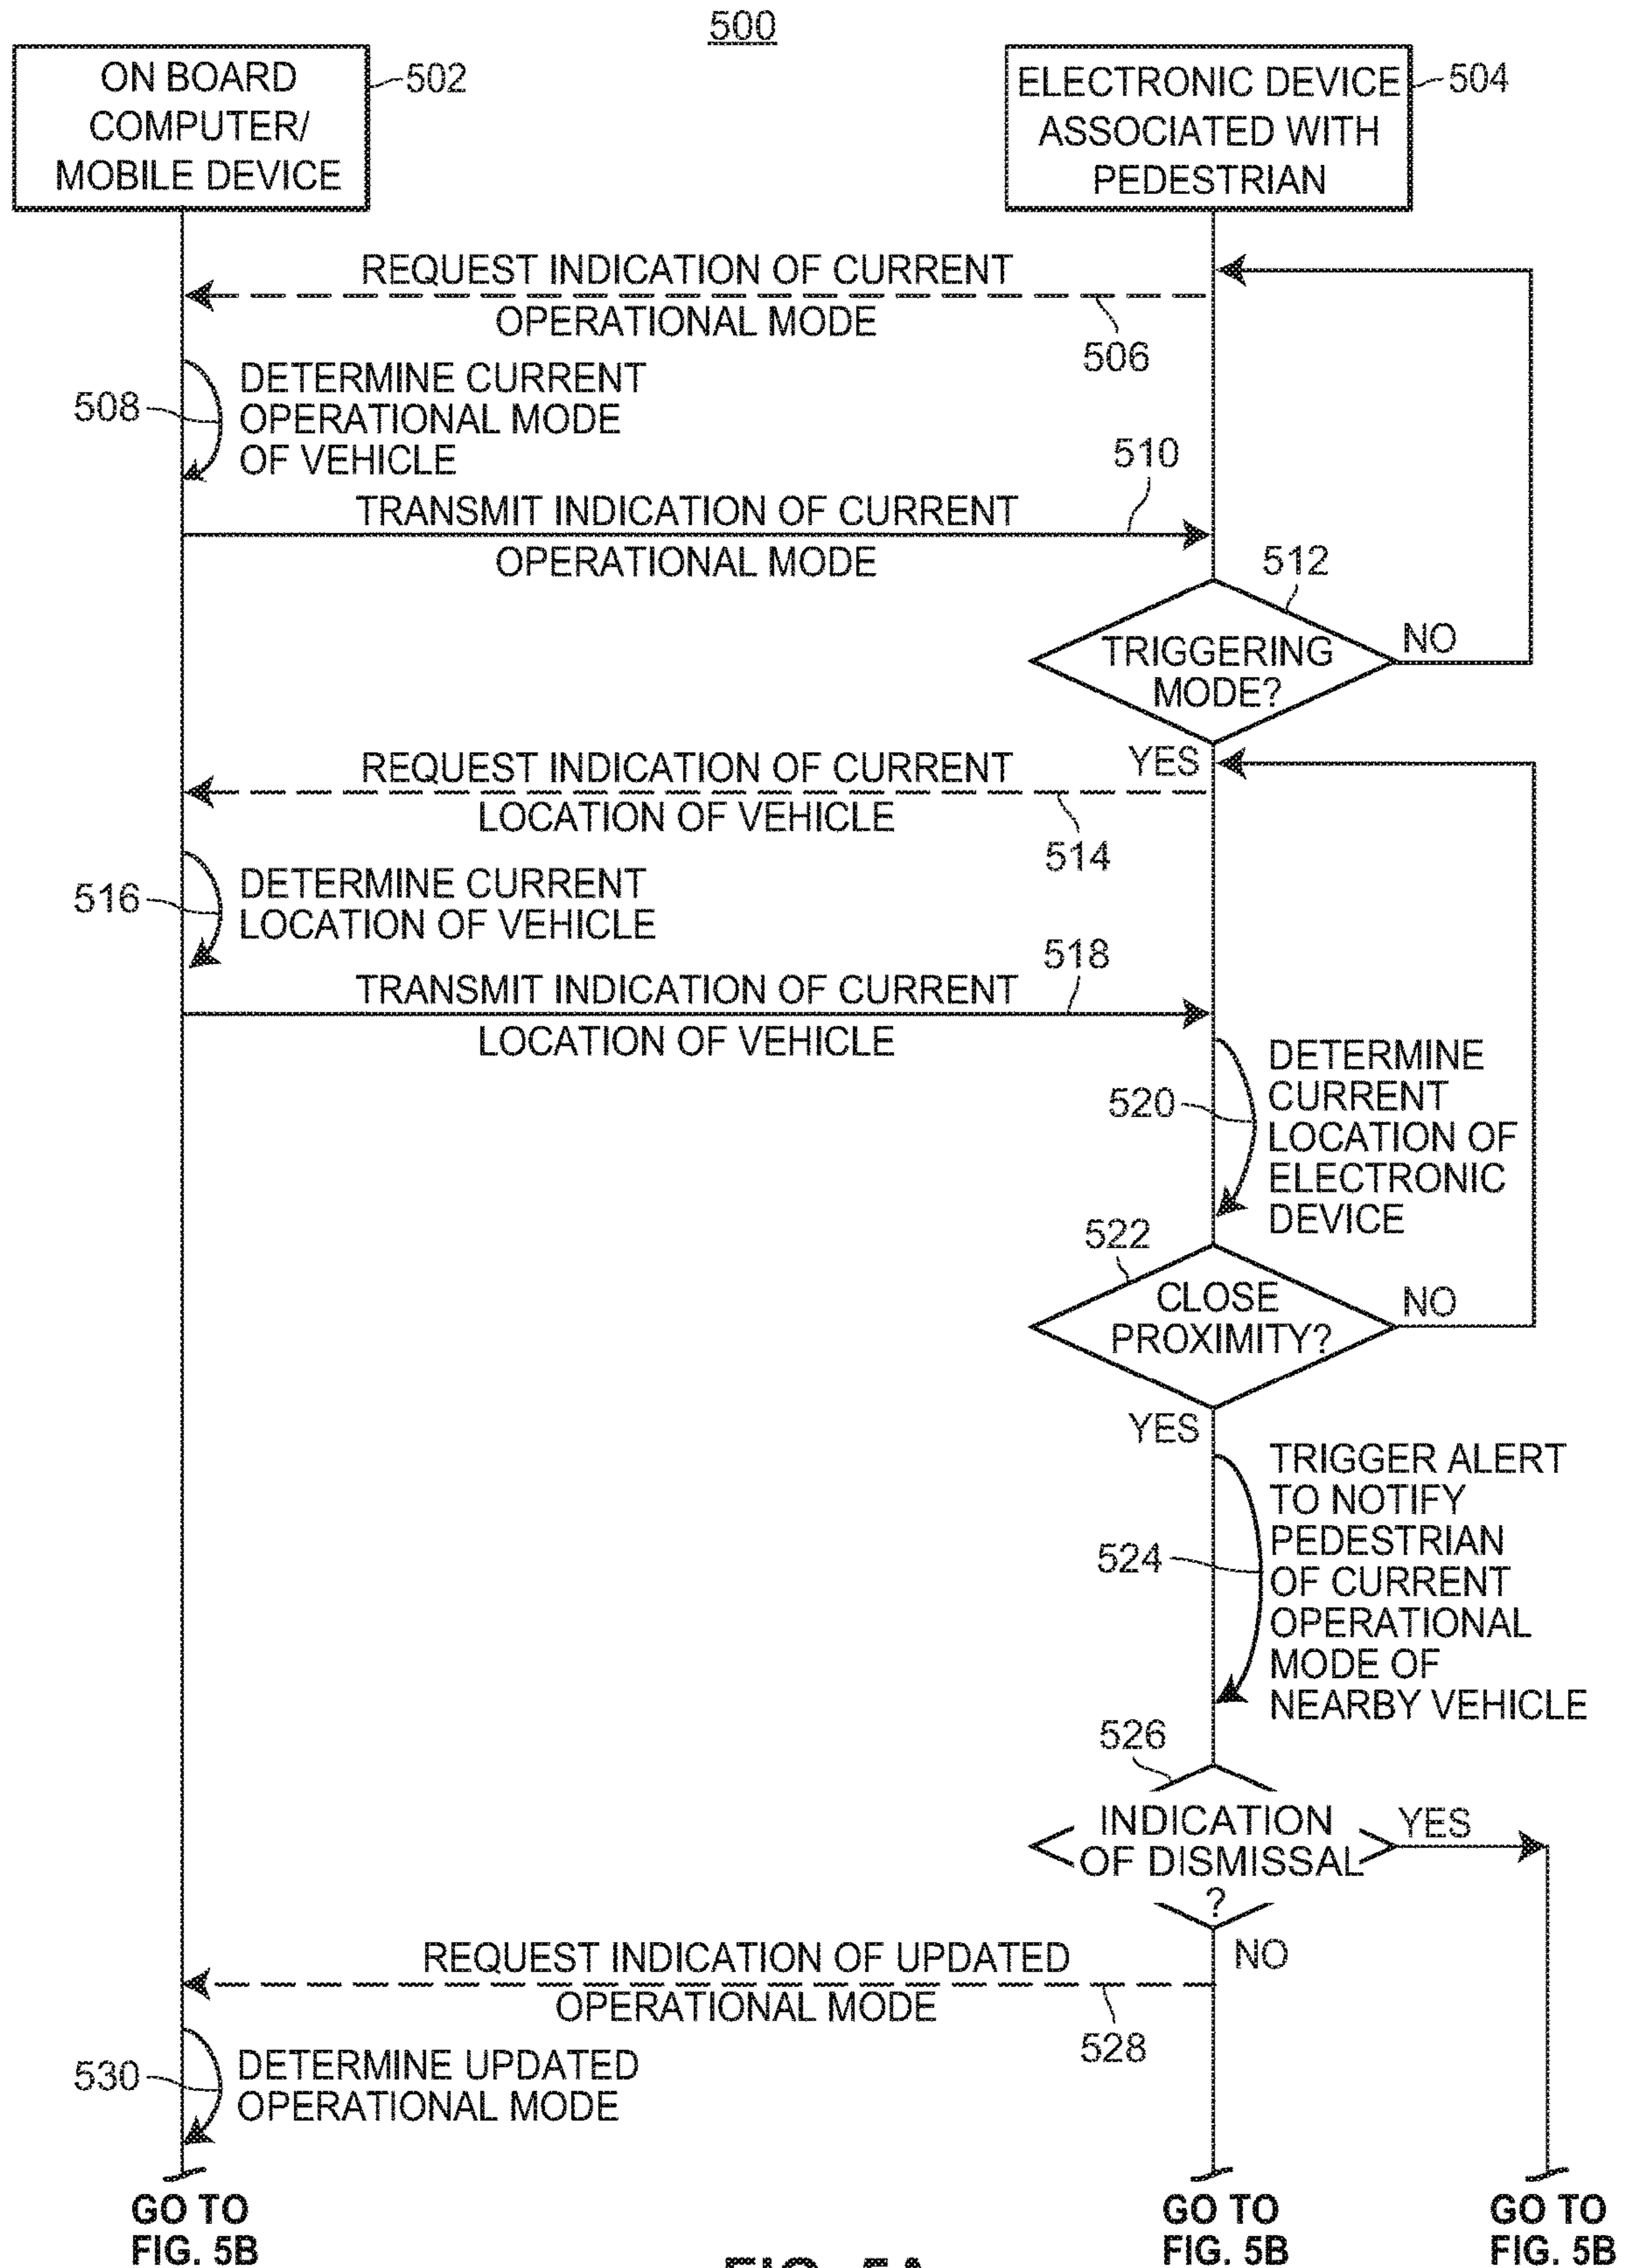 500
ON BOARD
COMPUTER/
MOBILE DEVICE
502
ELECTRONIC DEVICE
ASSOCIATED WITH
PEDESTRIAN
504
REQUEST INDICATION OF CURRENT
OPERATIONAL MODE
506
508
DETERMINE CURRENT
OPERATIONAL MODE
OF VEHICLE
510
TRANSMIT INDICATION OF CURRENT
OPERATIONAL MODE
512
TRIGGERING
MODE?
NO
YES
REQUEST INDICATION OF CURRENT
LOCATION OF VEHICLE
514
516
DETERMINE CURRENT
LOCATION OF VEHICLE
518
TRANSMIT INDICATION OF CURRENT
LOCATION OF VEHICLE
520
DETERMINE
CURRENT
LOCATION OF
ELECTRONIC
DEVICE
522
CLOSE
PROXIMITY?
NO
YES
524
TRIGGER ALERT
TO NOTIFY
PEDESTRIAN
OF CURRENT
OPERATIONAL
MODE OF
NEARBY VEHICLE
526
INDICATION
OF DISMISSAL
?
YES
NO
REQUEST INDICATION OF UPDATED
OPERATIONAL MODE
528
530
DETERMINE UPDATED
OPERATIONAL MODE
GO TO
FIG. 5B
GO TO
FIG. 5B
GO TO
FIG. 5B
FIG. 5A